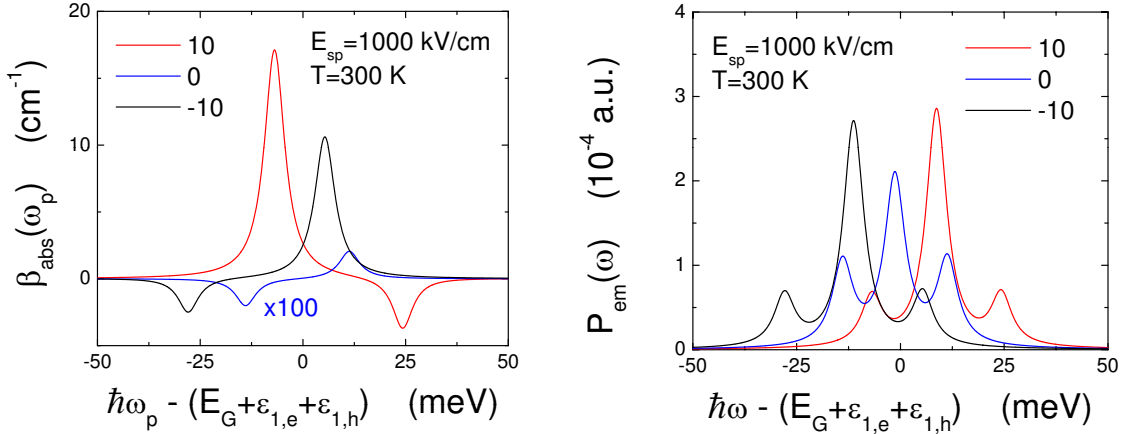 β_abs(ω_p) (cm⁻¹)
20
10
0
10
0
-10
E_sp=1000 kV/cm
T=300 K
x100
-50
-25
0
25
50
ħω_p - (E_G+ε_1,e+ε_1,h) (meV)
P_em(ω) (10⁻⁴ a.u.)
4
3
2
1
0
E_sp=1000 kV/cm
T=300 K
10
0
-10
-50
-25
0
25
50
ħω - (E_G+ε_1,e+ε_1,h) (meV)